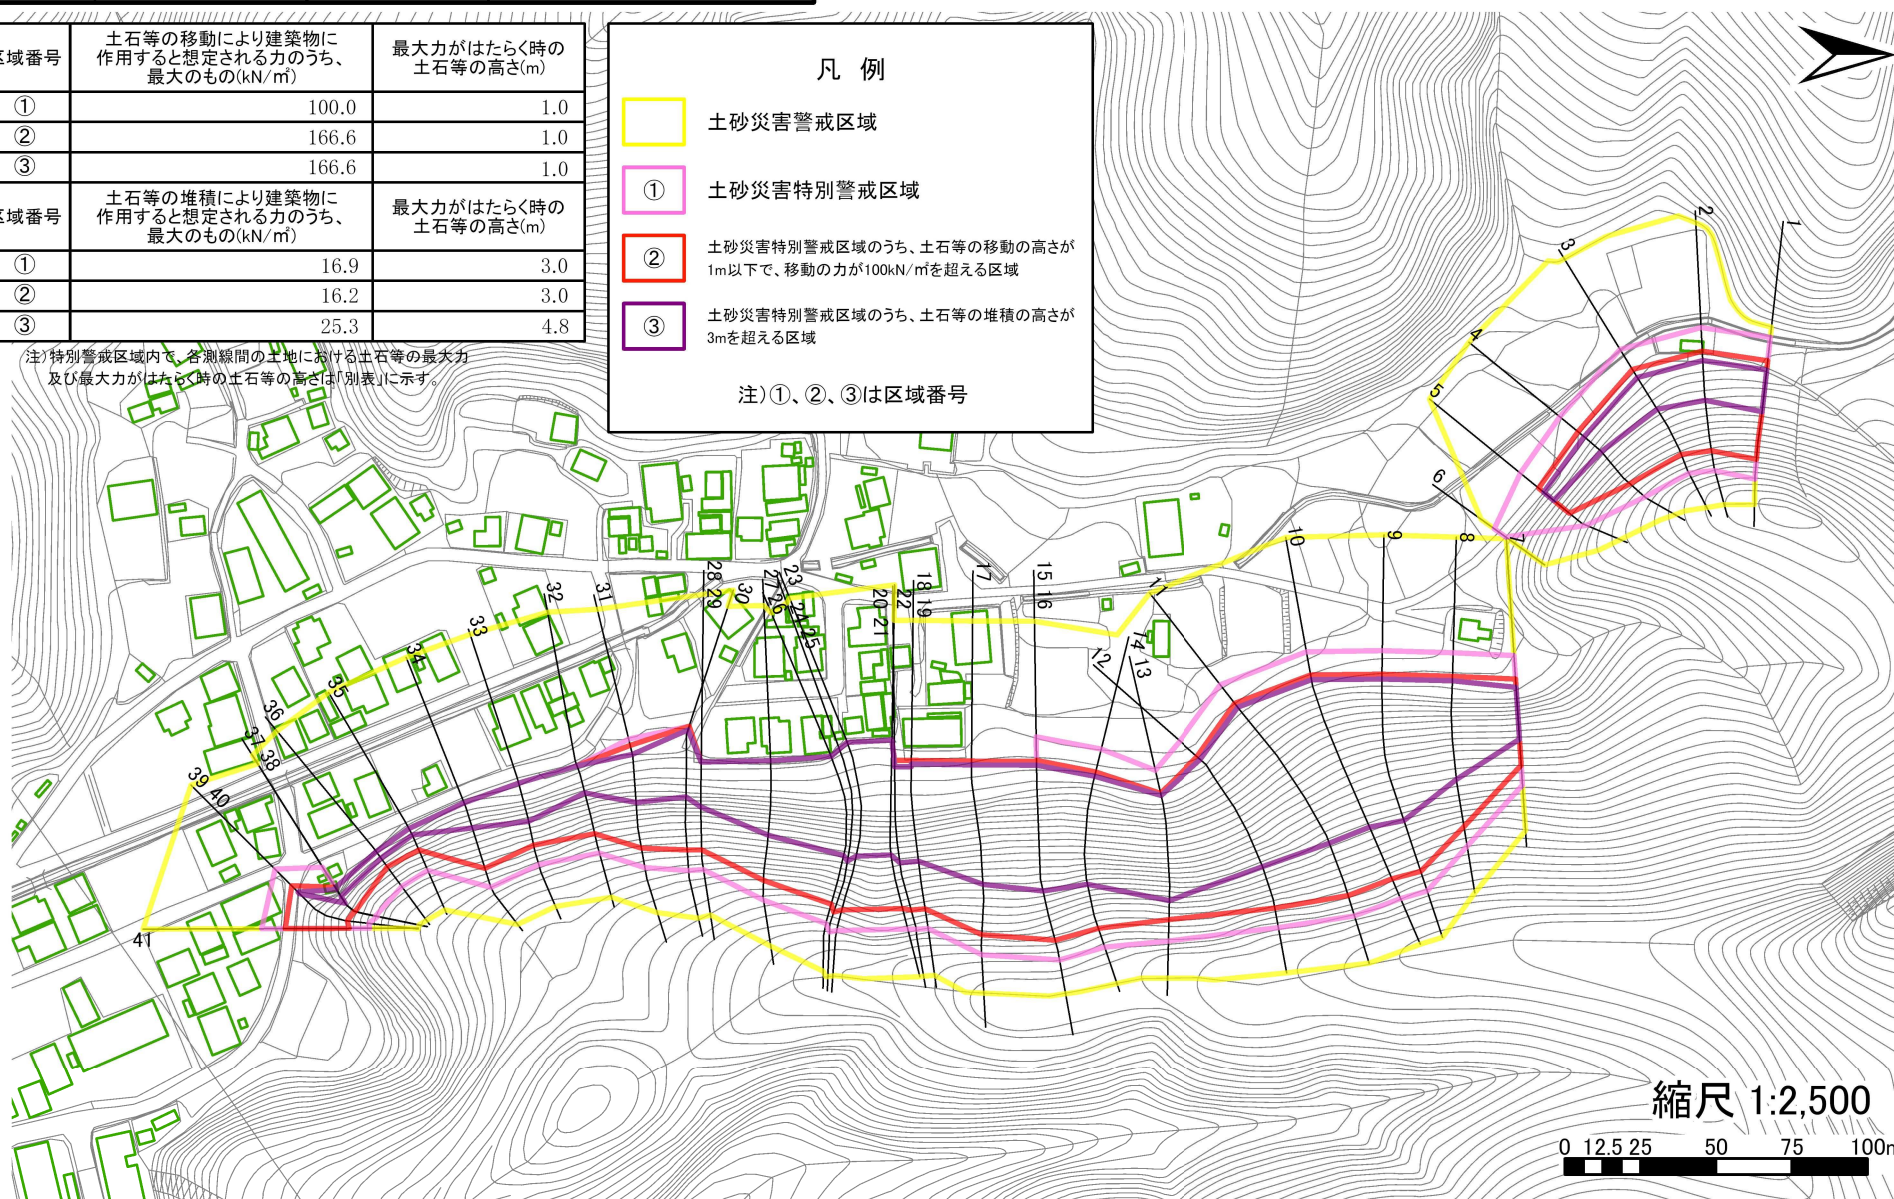 区域番号
土石等の移動により建築物に
作用すると想定される力のうち、
最大のもの(kN/㎡)
最大力がはたらく時の
土石等の高さ(m)
① 100.0 1.0
② 166.6 1.0
③ 166.6 1.0
区域番号
土石等の堆積により建築物に
作用すると想定される力のうち、
最大のもの(kN/㎡)
最大力がはたらく時の
土石等の高さ(m)
① 16.9 3.0
② 16.2 3.0
③ 25.3 4.8
注)特別警戒区域内で、各測線間の土地における土石等の最大力
及び最大力がはたらく時の土石等の高さは「別表」に示す。
凡 例
土砂災害警戒区域
① 土砂災害特別警戒区域
② 土砂災害特別警戒区域のうち、土石等の移動の高さが
1m以下で、移動の力が100kN/㎡を超える区域
③ 土砂災害特別警戒区域のうち、土石等の堆積の高さが
3mを超える区域
注)①、②、③は区域番号
1
2
3
4
5
6
7
8
9
10
11
12
14 13
15
16
17
18
19
20
22
21
23
24
25
27
26
28
29
30
31
32
33
34
35
36
37
38
39
40
41
縮尺 1:2,500
0 12.5 25 50 75 100m